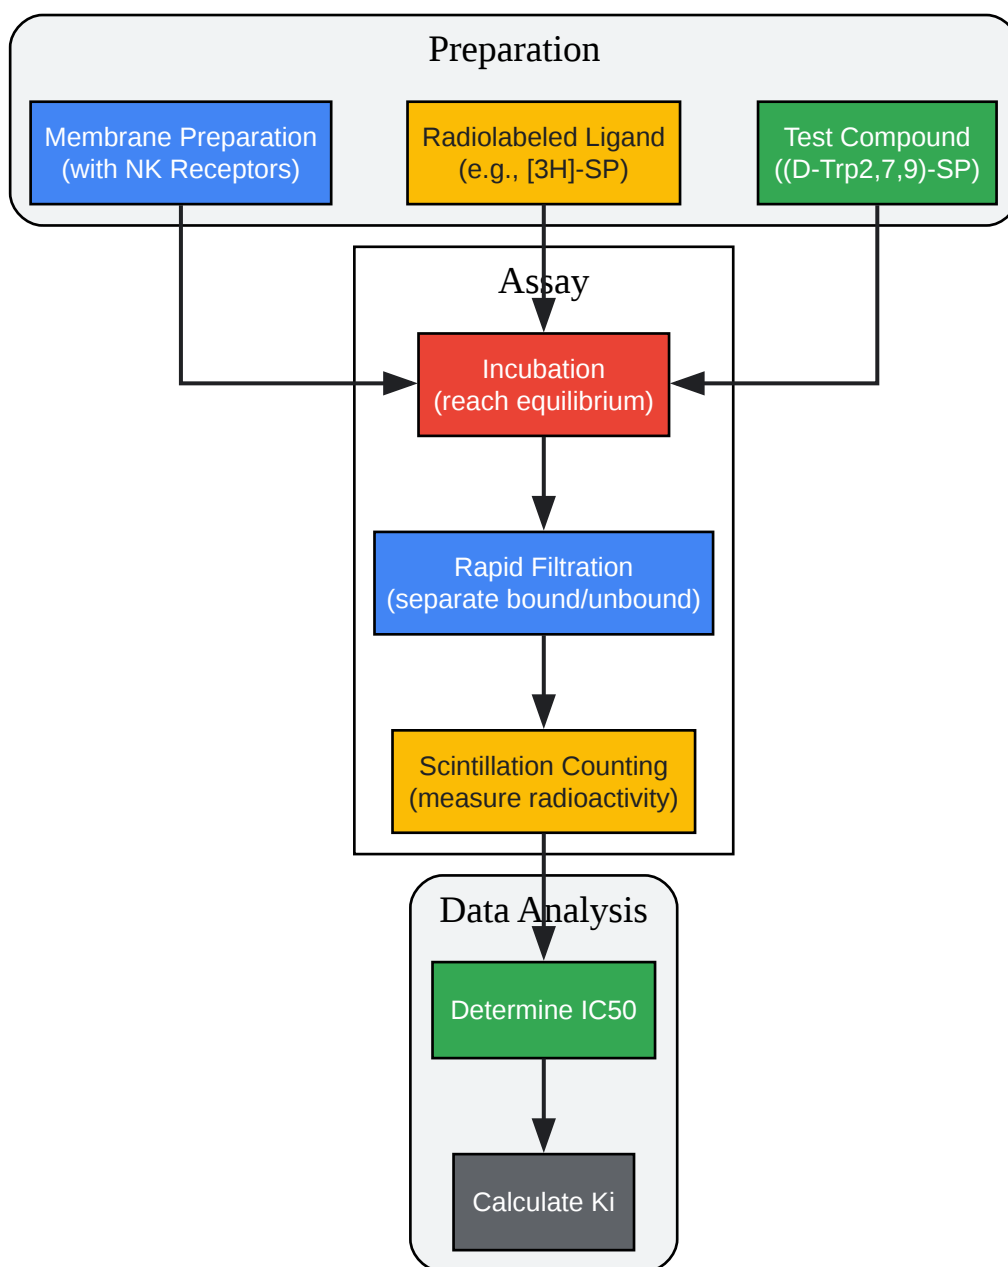 Preparation
Membrane Preparation
(with NK Receptors)
Radiolabeled Ligand
(e.g., [3H]-SP)
Test Compound
((D-Trp2,7,9)-SP)
Assay
Incubation
(reach equilibrium)
Rapid Filtration
(separate bound/unbound)
Scintillation Counting
(measure radioactivity)
Data Analysis
Determine IC50
Calculate Ki